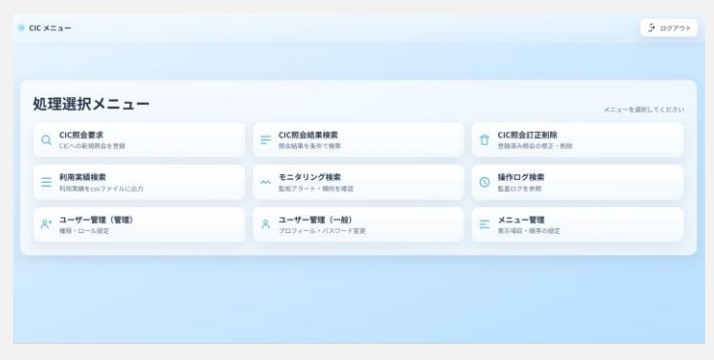 CIC メニュー
ログアウト
処理選択メニュー
メニューを選択してください
CIC照会要求
CICへの新規照会を登録
CIC照会結果検索
照会結果を条件で検索
CIC照会訂正削除
登録済み照会の修正・削除
利用実績検索
利用実績をcsvファイルに出力
モニタリング検索
監視アラート・傾向を確認
操作ログ検索
監査ログを参照
ユーザー管理（管理）
権限・ロール設定
ユーザー管理（一般）
プロフィール・パスワード変更
メニュー管理
表示項目・順序の設定